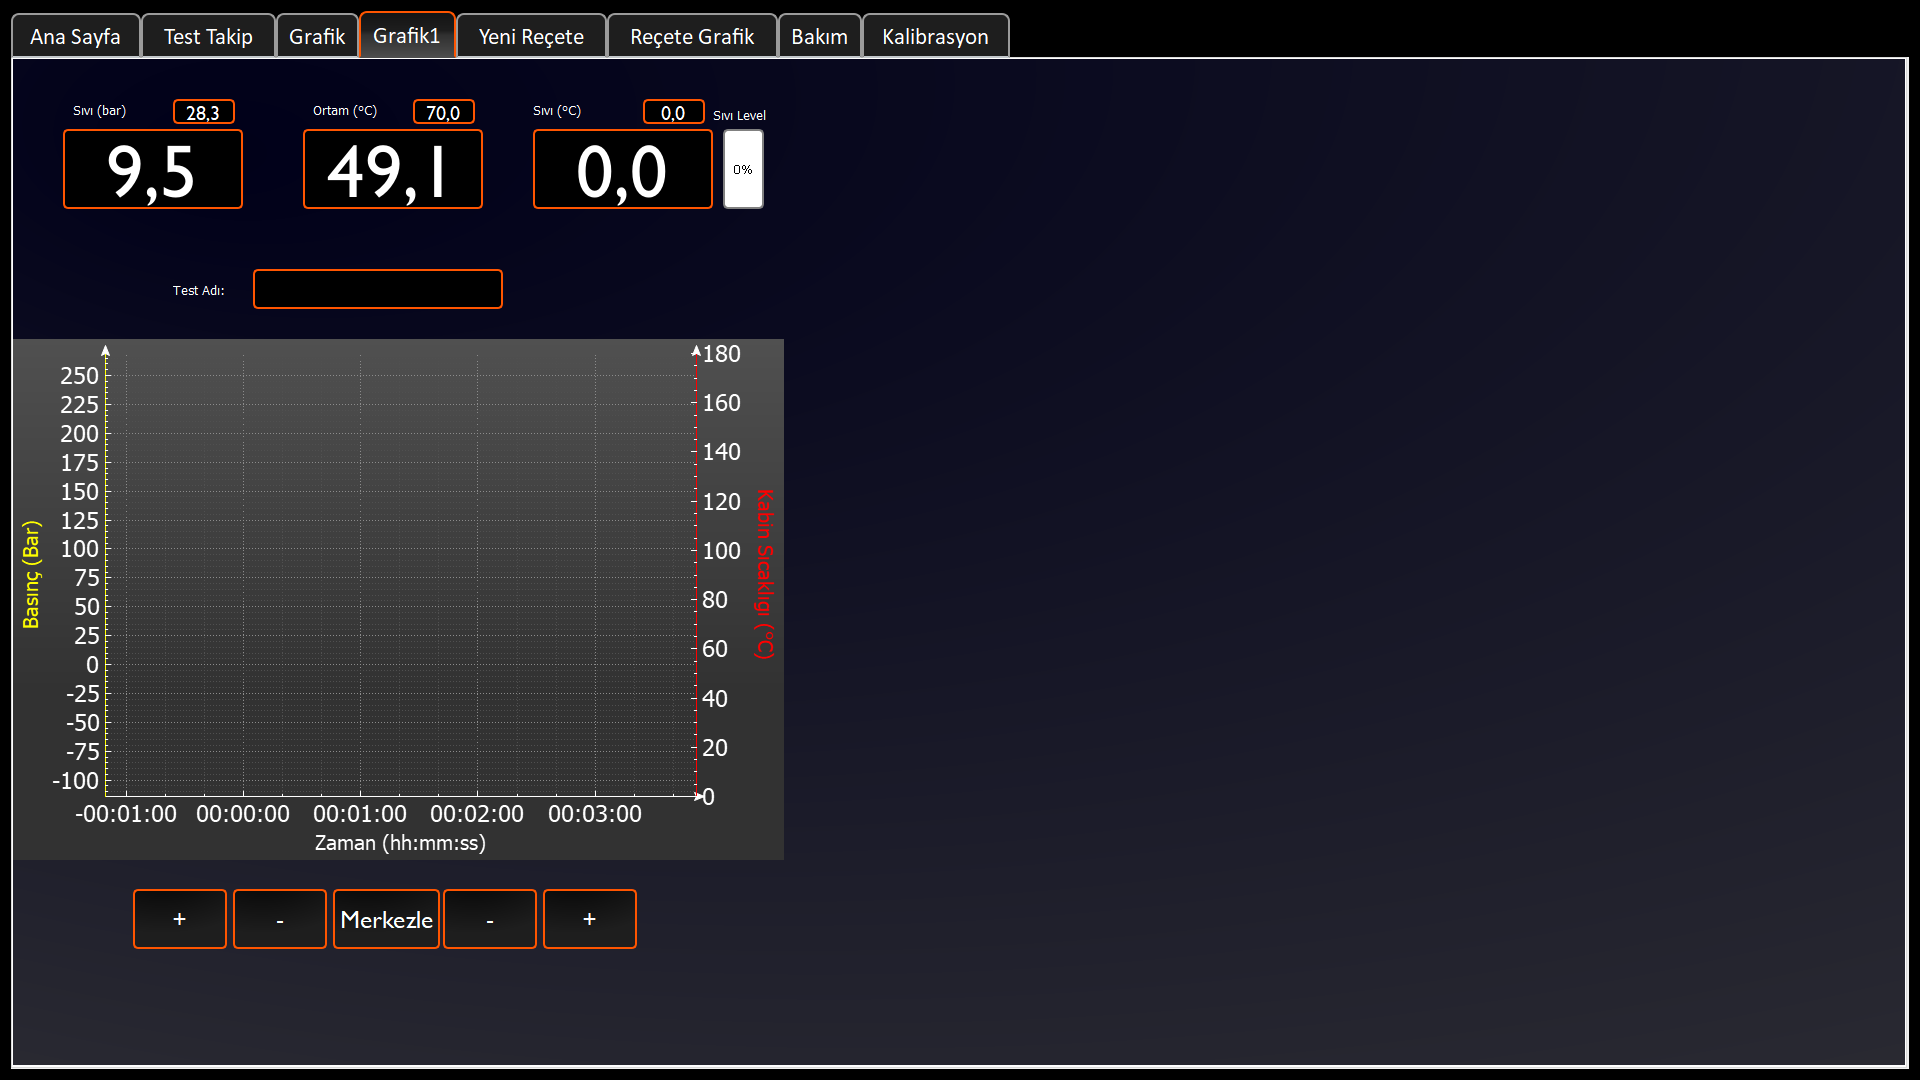 Ana Sayfa Test Takip Grafik Grafik1 Yeni Reçete Reçete Grafik Bakım Kalibrasyon
Sıvı (bar) 28,3 Ortam (°C) 70,0 Sıvı (°C) 0,0 Sıvı Level
9,5 49,1 0,0 0%
Test Adı:
Basınç (Bar)
250
225
200
175
150
125
100
75
50
25
0
-25
-50
-75
-100
180
160
140
120
100
80
60
40
20
0
Kabin Sıcaklıgı (°C)
-00:01:00 00:00:00 00:01:00 00:02:00 00:03:00
Zaman (hh:mm:ss)
+ - Merkezle - +